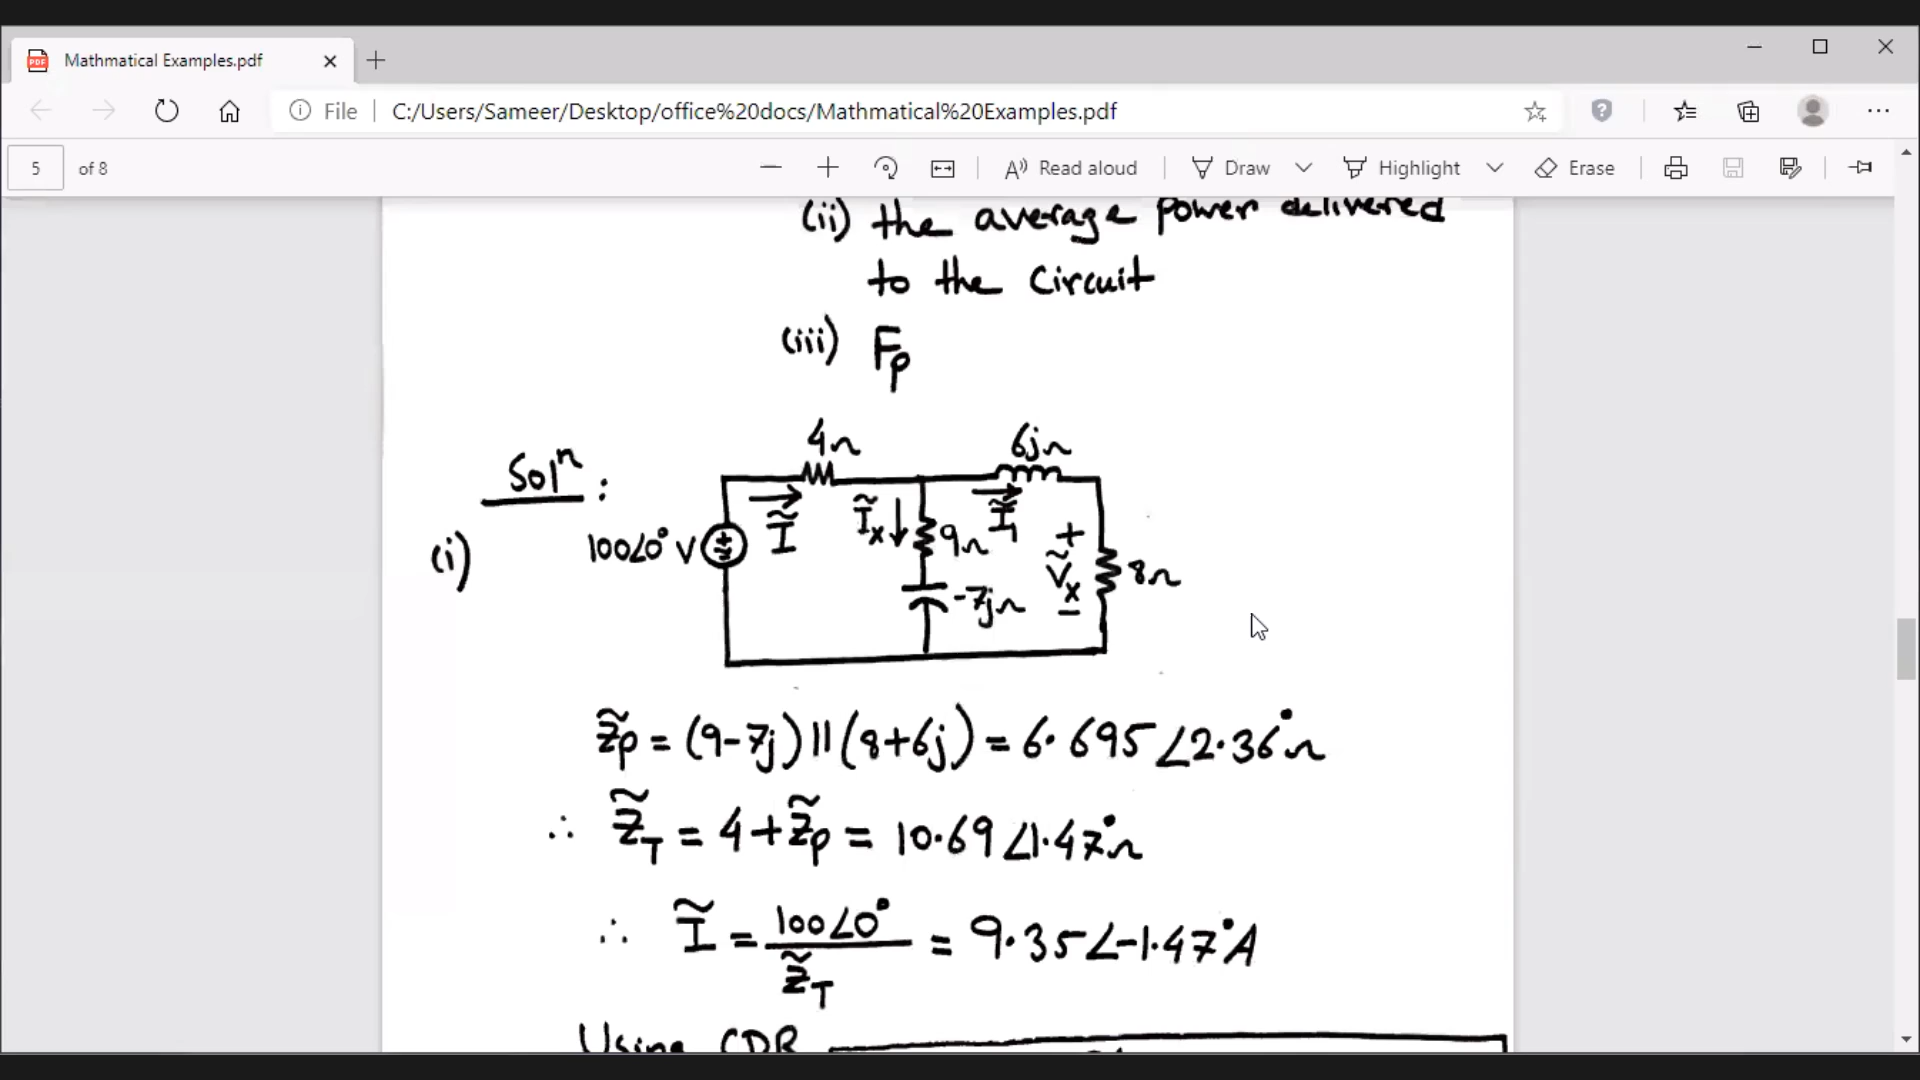 Mathmatical Examples.pdf
File
C:/Users/Sameer/Desktop/office%20docs/Mathmatical%20Examples.pdf
5 of 8
Read aloud
Draw
Highlight
Erase
(ii) the average power delivered
to the circuit
(iii) Fp
Solⁿ :
(i)
100∠0° V
4Ω
6jΩ
Ĩ
Ĩx
Ĩ1
9Ω
-7jΩ
+
Ṽx
-
8Ω
Z̃p = (9-7j)||(8+6j) = 6.695∠2.36°Ω
∴ Z̃T = 4+Z̃p = 10.69∠1.47°Ω
∴ Ĩ = 100∠0° / Z̃T = 9.35∠-1.47°A
Using CDR